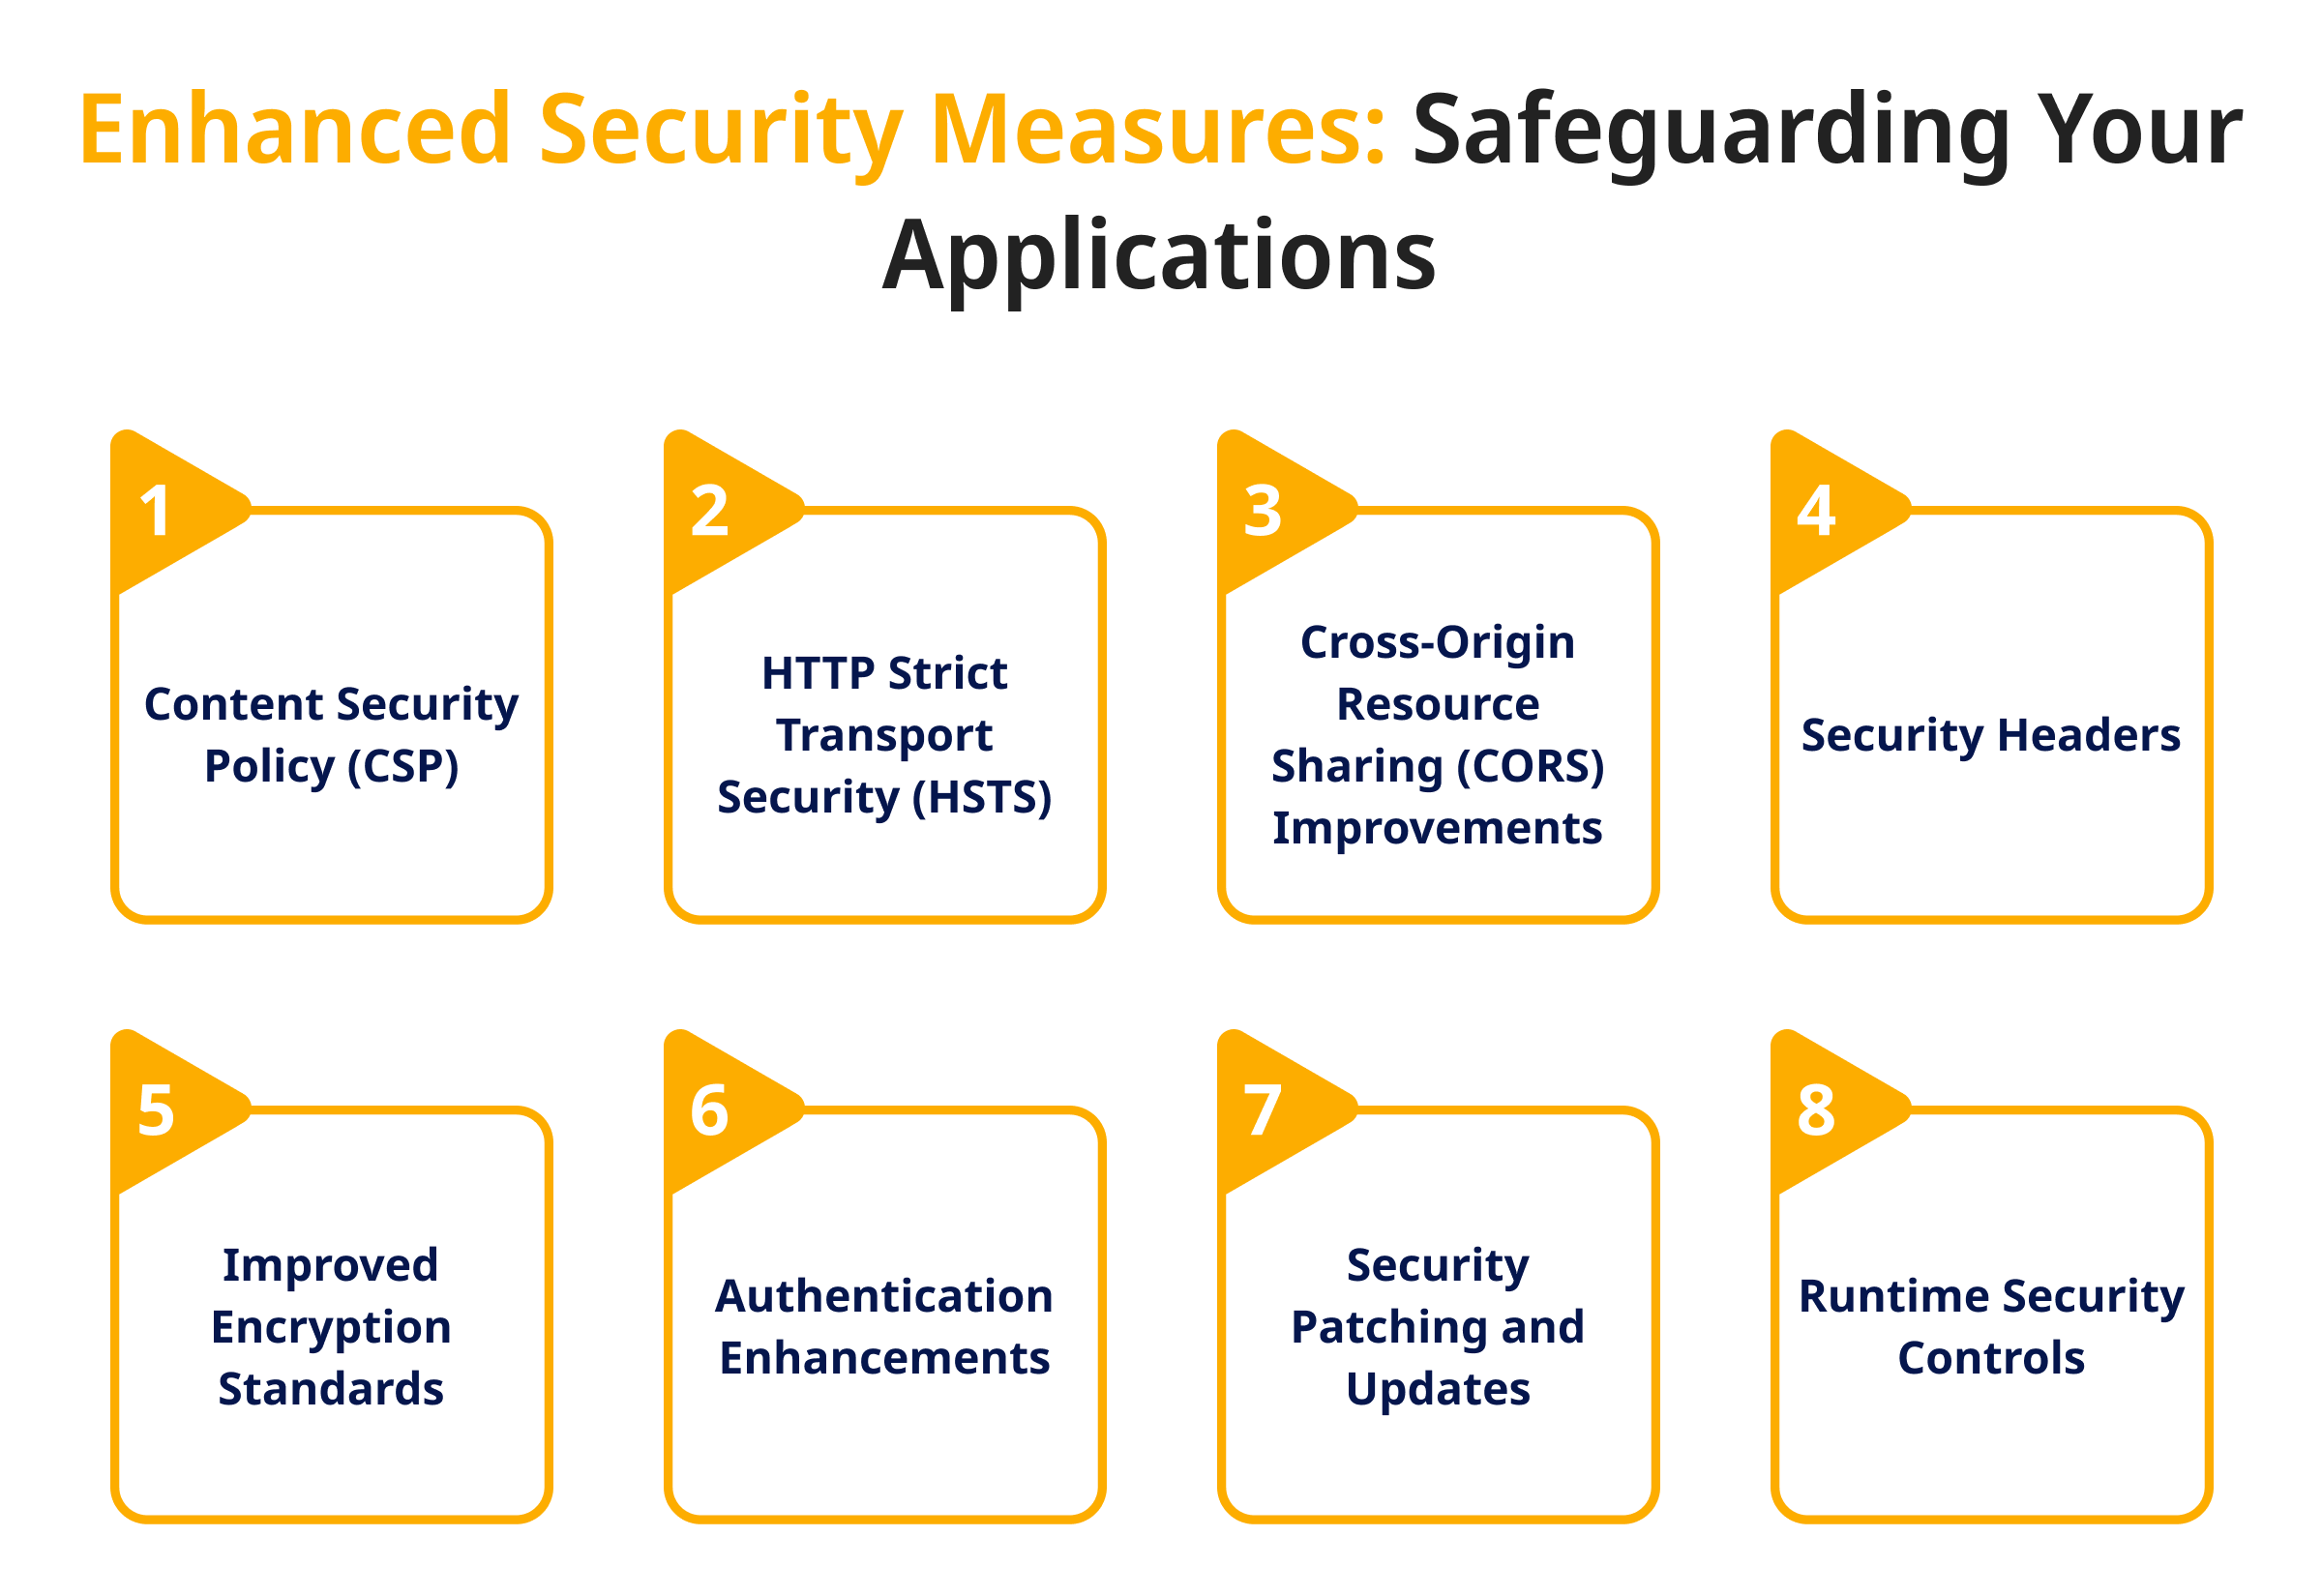 Enhanced Security Measures: Safeguarding Your
Applications
1
Content Security
Policy (CSP)
2
HTTP Strict
Transport
Security (HSTS)
3
Cross-Origin
Resource
Sharing (CORS)
Improvements
4
Security Headers
5
Improved
Encryption
Standards
6
Authentication
Enhancements
7
Security
Patching and
Updates
8
Runtime Security
Controls